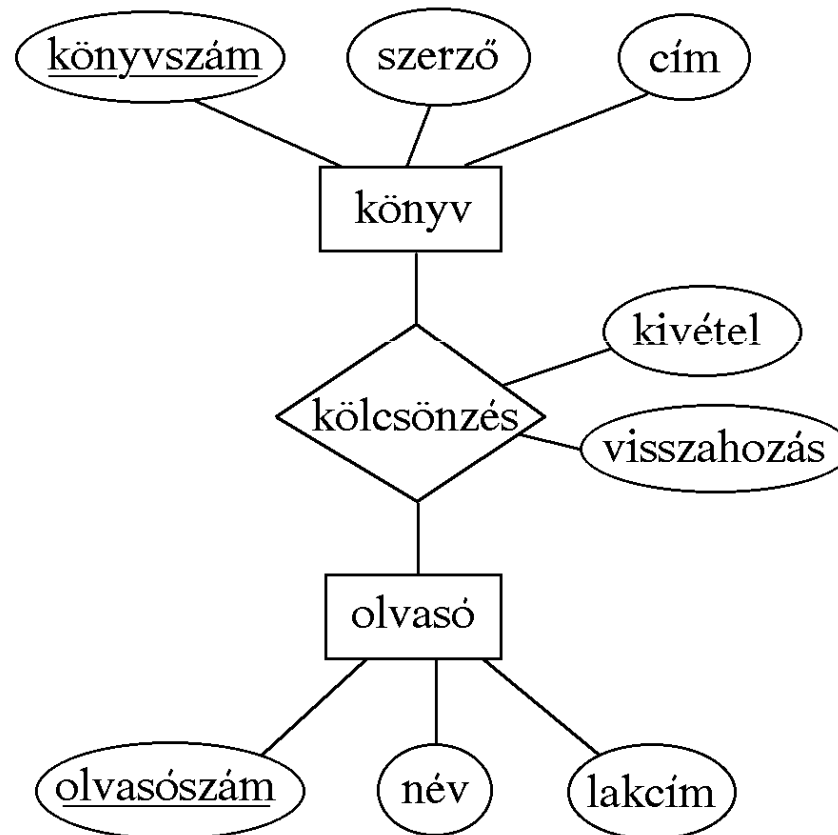 könyvszám
szerző
cím
könyv
kivétel
kölcsönzés
visszahozás
olvasó
olvasószám
név
lakcím